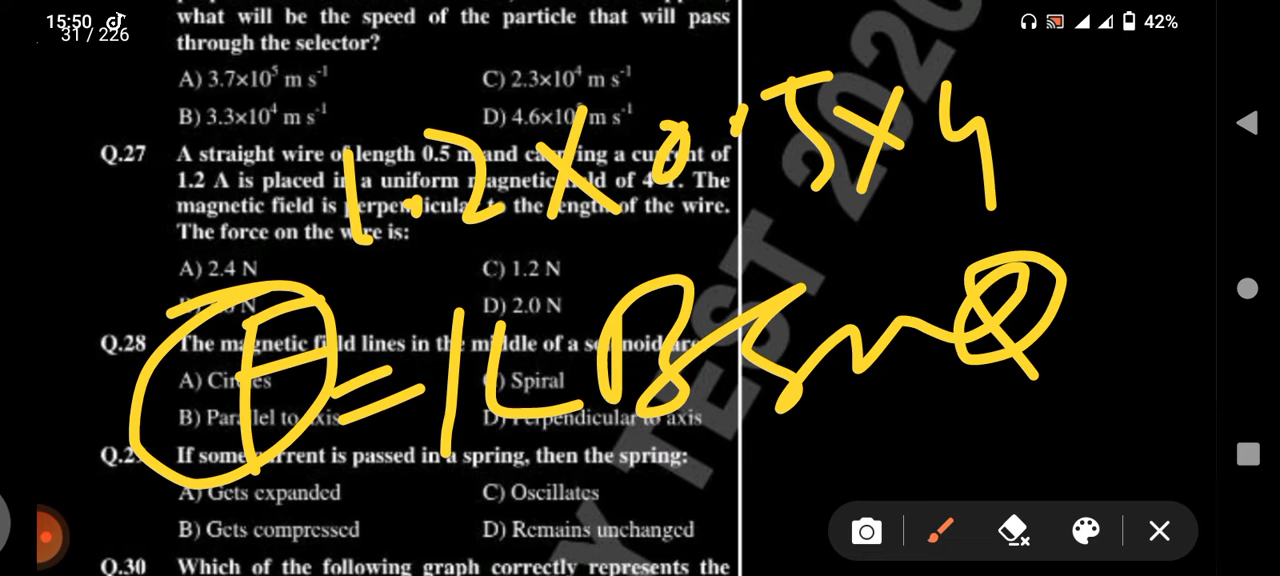 15:50
31 / 226
42%
what will be the speed of the particle that will pass
through the selector?
A) 3.7×10⁵ m s⁻¹
C) 2.3×10⁴ m s⁻¹
B) 3.3×10⁴ m s⁻¹
D) 4.6×10 m s⁻¹
1.2 × 0.5 × 4
Q.27 A straight wire of length 0.5 m and carrying a current of
1.2 A is placed in a uniform magnetic field of 4 T. The
magnetic field is perpendicular to the length of the wire.
The force on the wire is:
A) 2.4 N
C) 1.2 N
N
D) 2.0 N
F = ILB sin θ
Q.28 The magnetic field lines in the middle of a solenoid are
A) Circles
C) Spiral
B) Parallel to axis
D) Perpendicular to axis
Q.2 If some current is passed in a spring, then the spring:
A) Gets expanded
C) Oscillates
B) Gets compressed
D) Remains unchanged
Q.30 Which of the following graph correctly represents the
Y TEST 202